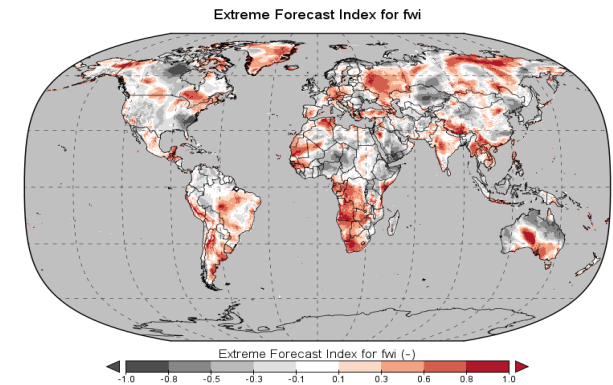 Extreme Forecast Index for fwi
Extreme Forecast Index for fwi (-)
-1.0 -0.8 -0.5 -0.3 -0.1 0.1 0.3 0.6 0.8 1.0